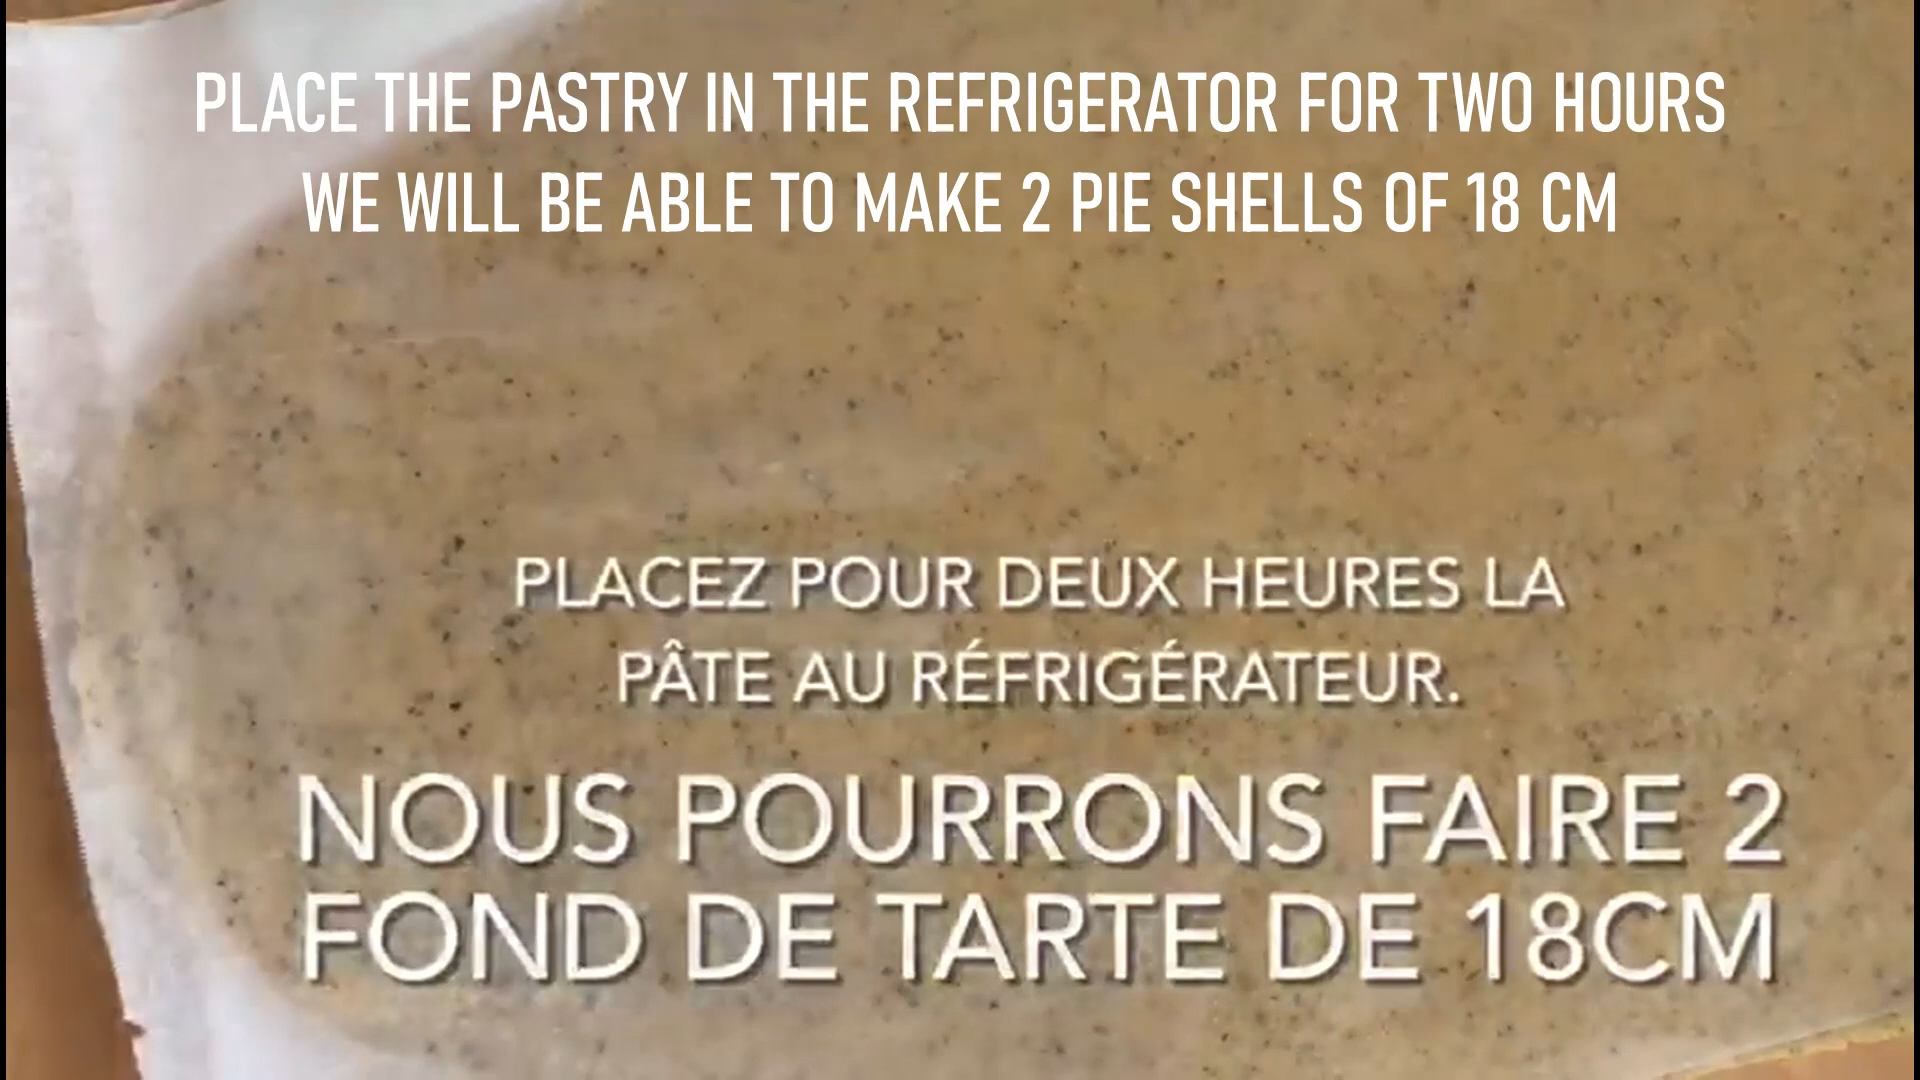 PLACE THE PASTRY IN THE REFRIGERATOR FOR TWO HOURS
WE WILL BE ABLE TO MAKE 2 PIE SHELLS OF 18 CM
PLACEZ POUR DEUX HEURES LA
PÂTE AU RÉFRIGÉRATEUR.
NOUS POURRONS FAIRE 2
FOND DE TARTE DE 18CM